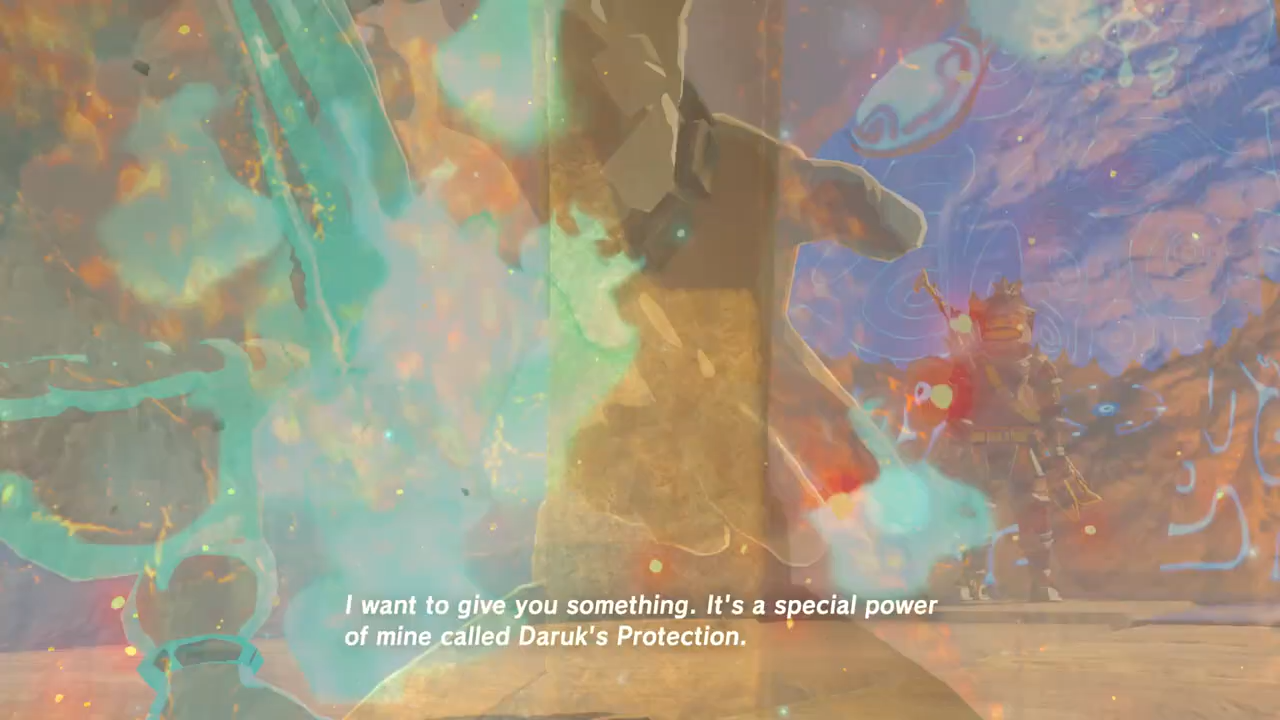 I want to give you something. It's a special power
of mine called Daruk's Protection.